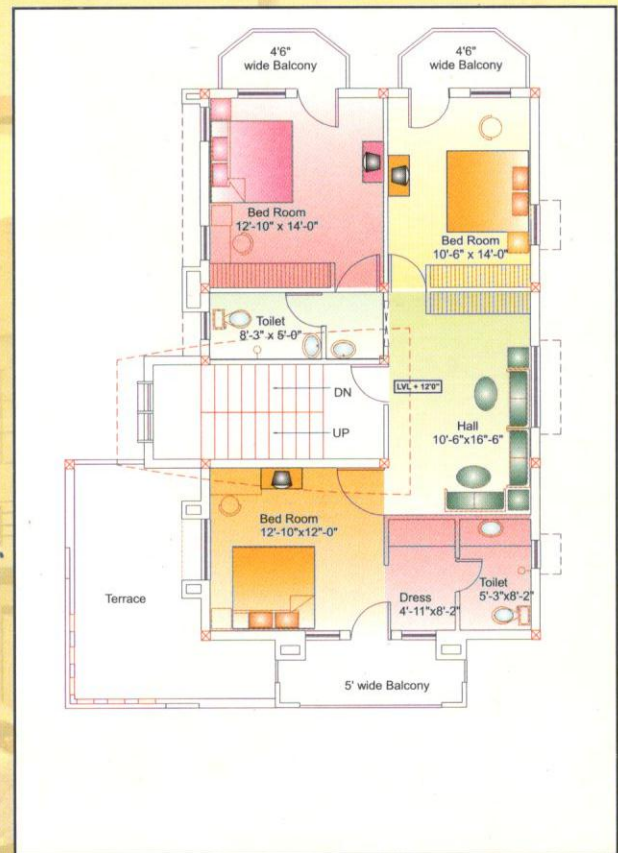 4'6"
wide Balcony
4'6"
wide Balcony
Bed Room
12'-10" x 14'-0"
Bed Room
10'-6" x 14'-0"
Toilet
8'-3" x 5'-0"
DN
LVL + 12'0"
UP
Hall
10'-6"x16"-6"
Bed Room
12'-10"x12"-0"
Terrace
Dress
4'-11"x8'-2"
Toilet
5'-3"x8'-2"
5' wide Balcony